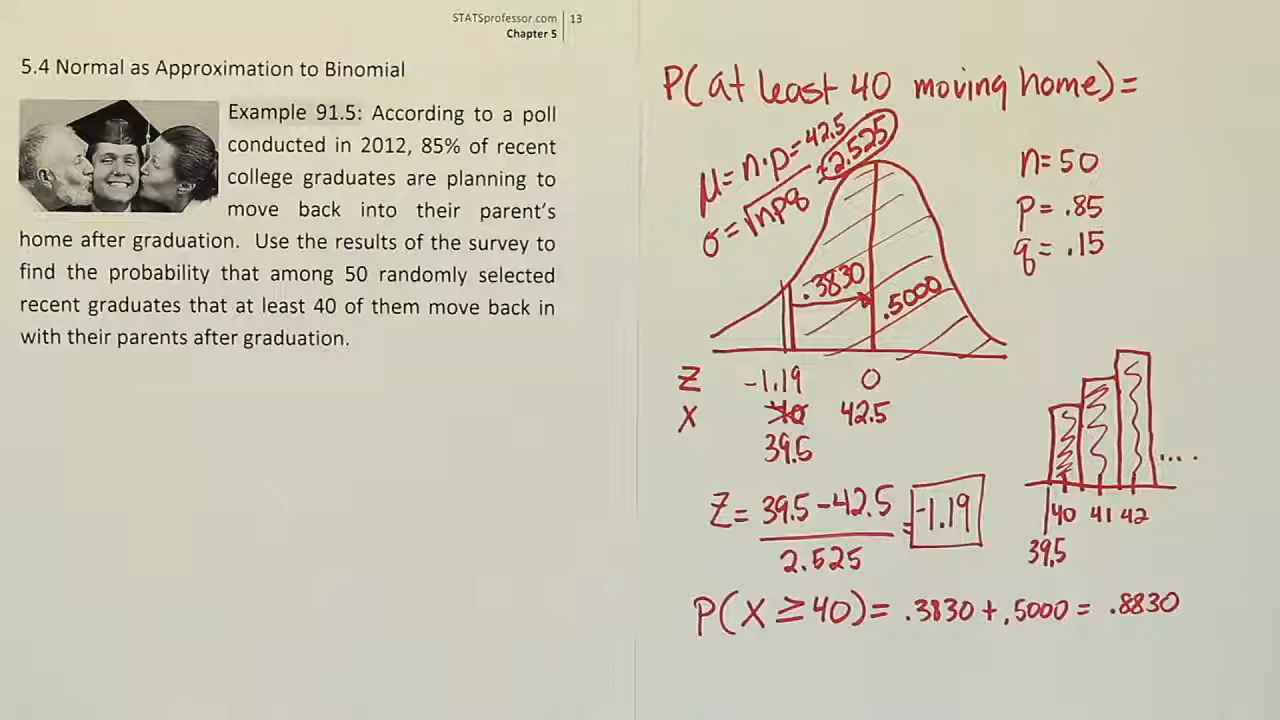 STATSprofessor.com 13
Chapter 5
5.4 Normal as Approximation to Binomial
Example 91.5: According to a poll
conducted in 2012, 85% of recent
college graduates are planning to
move back into their parent's
home after graduation. Use the results of the survey to
find the probability that among 50 randomly selected
recent graduates that at least 40 of them move back in
with their parents after graduation.
P(at least 40 moving home)=
μ=n·p=42.5
σ=√npq =2.525
n=50
p=.85
q=.15
.3830 .5000
Z -1.19 0
X 40 42.5
39.5
Z= 39.5-42.5 = -1.19
2.525
40 41 42 ....
39.5
P(X≥40)= .3830+.5000= .8830